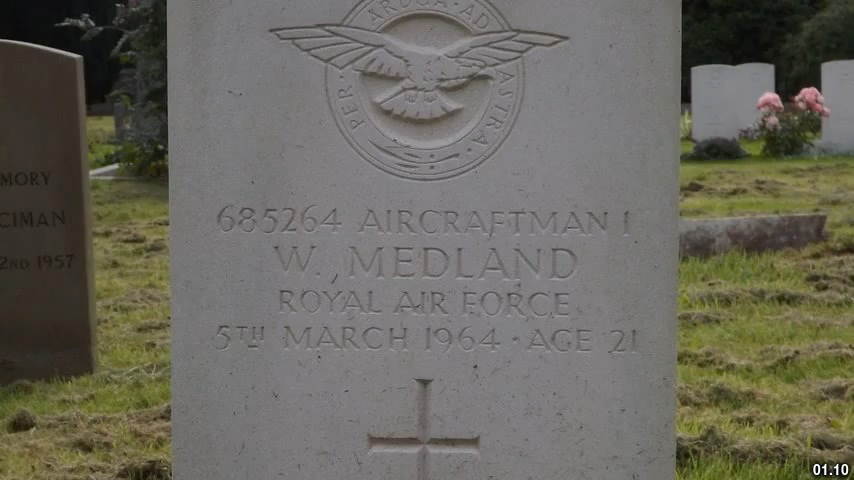 PER · ARDUA · AD ASTRA
685264 AIRCRAFTMAN 1
W. MEDLAND
ROYAL AIR FORCE
5TH MARCH 1964 · AGE 21
MORY
CIMAN
2ND 1957
01.10